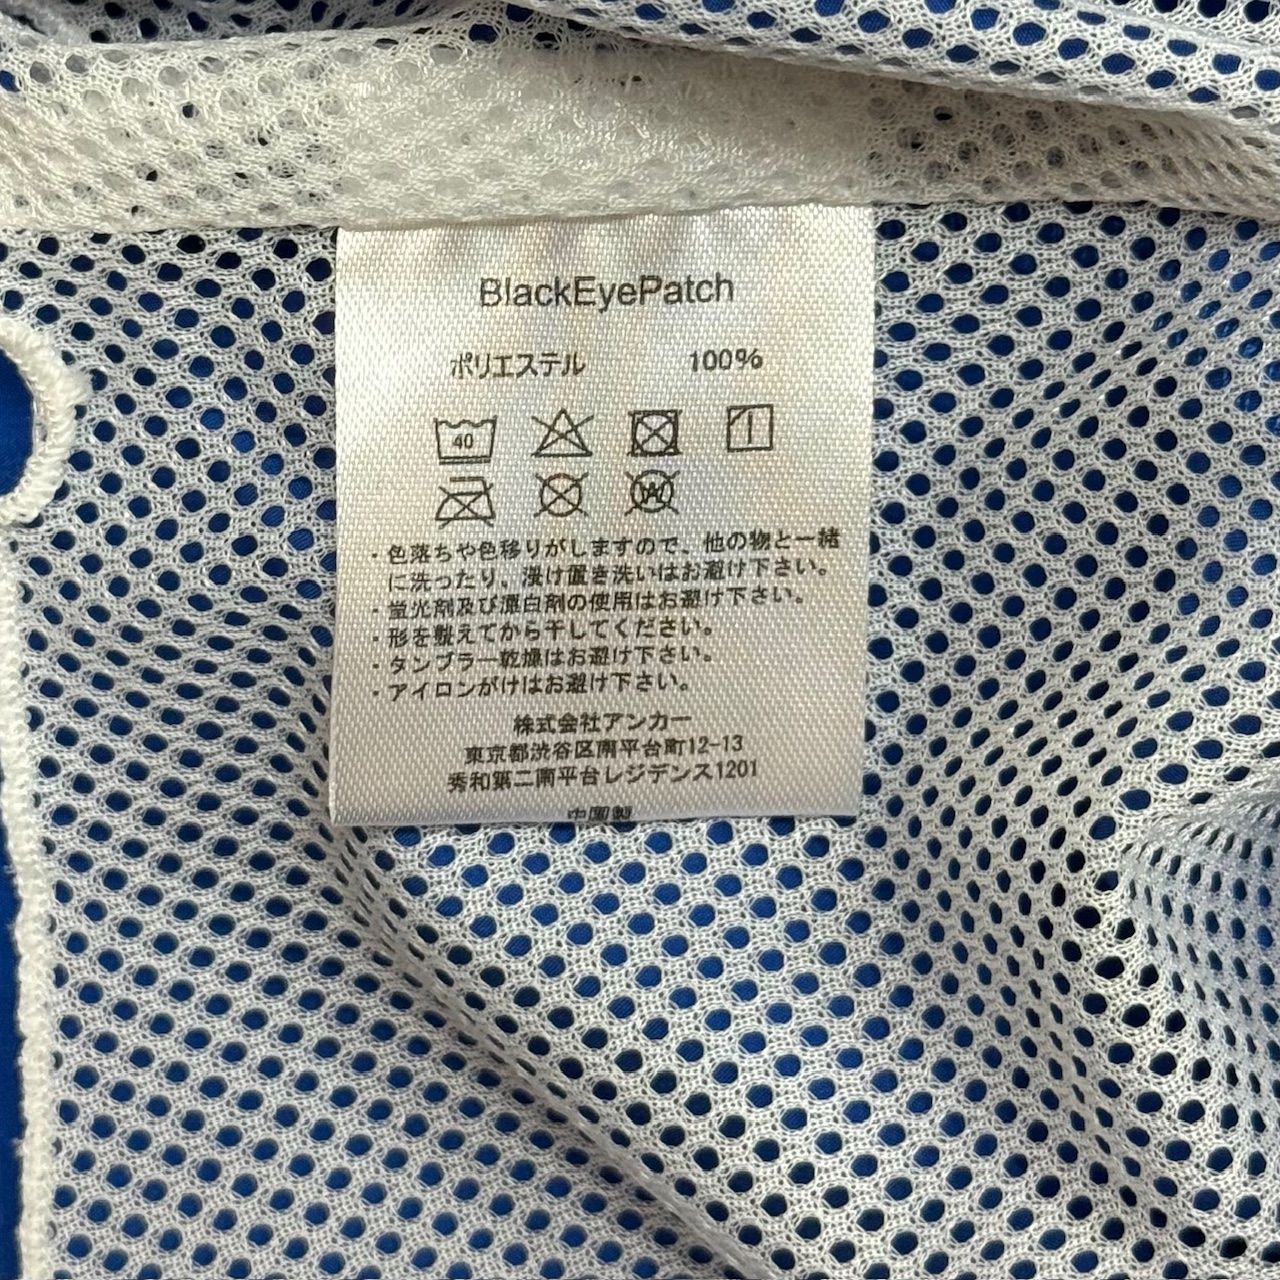 BlackEyePatch
ポリエステル 100%
40
W
・色落ちや色移りがしますので、他の物と一緒
に洗ったり、浸け置き洗いはお避け下さい。
・蛍光剤及び漂白剤の使用はお避け下さい。
・形を整えてから干してください。
・タンブラー乾燥はお避け下さい。
・アイロンがけはお避け下さい。
株式会社アンカー
東京都渋谷区南平台町12-13
秀和第二南平台レジデンス1201
中国製